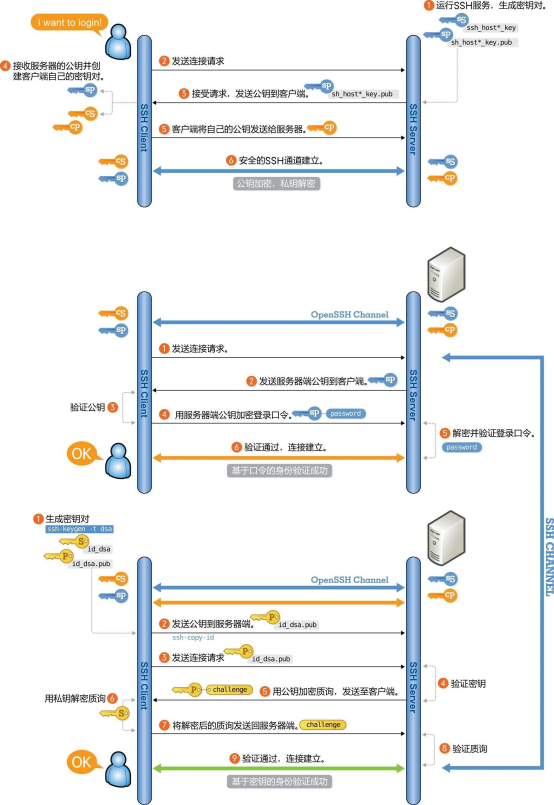 I want to login!
1 运行SSH服务，生成密钥对。
sS
ssh_host*_key
sP
sh_host*_key.pub
2 发送连接请求
4 接收服务器的公钥并创
建客户端自己的密钥对。
sP
cS
cP
3 接受请求，发送公钥到客户端。
sP
sh_host*_key.pub
5 客户端将自己的公钥发送给服务器。
cP
cS
sP
6 安全的SSH通道建立。
sS
cP
公钥加密，私钥解密
SSH Client
SSH Server
cS
sP
OpenSSH Channel
sS
cP
1 发送连接请求。
2 发送服务器端公钥到客户端。
sP
验证公钥 3
4 用服务器端公钥加密登录口令。
sP
password
5 解密并验证登录口令。
password
OK
6 验证通过，连接建立。
基于口令的身份验证成功
SSH Client
SSH Server
SSH CHANNEL
1 生成密钥对
ssh-keygen -t dsa
S
id_dsa
P
id_dsa.pub
cS
sP
OpenSSH Channel
sS
cP
2 发送公钥到服务器端。
P
id_dsa.pub
ssh-copy-id
3 发送连接请求
P
id_dsa.pub
4 验证密钥
P
challenge
5 用公钥加密质询，发送至客户端。
用私钥解密质询 6
S
7 将解密后的质询发送回服务器端。
challenge
8 验证质询
OK
9 验证通过，连接建立。
基于密钥的身份验证成功
SSH Client
SSH Server